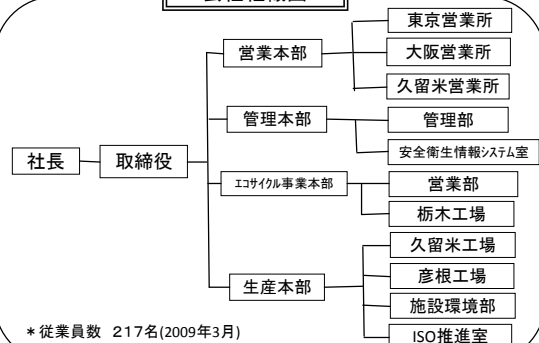 東京営業所
営業本部
大阪営業所
久留米営業所
管理本部
管理部
安全衛生情報システム室
社長
取締役
エコサイクル事業本部
営業部
栃木工場
久留米工場
彦根工場
生産本部
施設環境部
ISO推進室
*従業員数 217名(2009年3月)